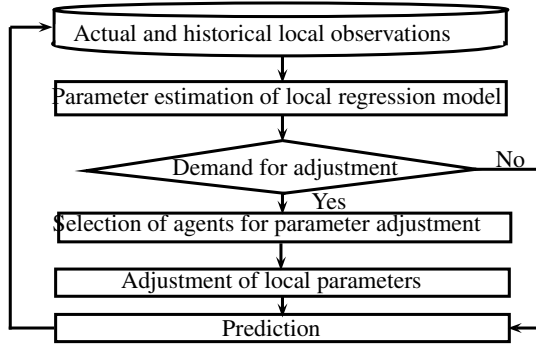 Actual and historical local observations
Parameter estimation of local regression model
Demand for adjustment
No
Yes
Selection of agents for parameter adjustment
Adjustment of local parameters
Prediction